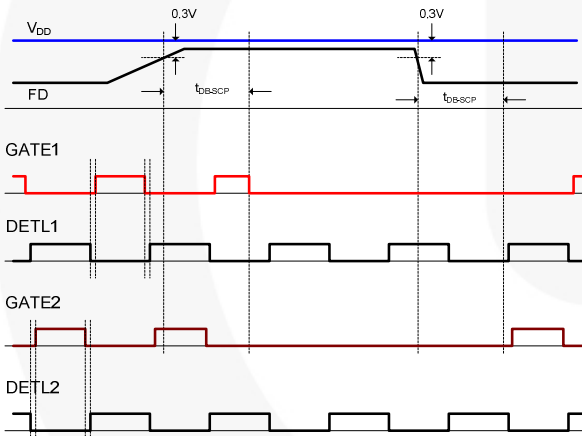 0.3V 0.3V
VDD
FD tDB-SCP tDB-SCP
GATE1
DETL1
GATE2
DETL2